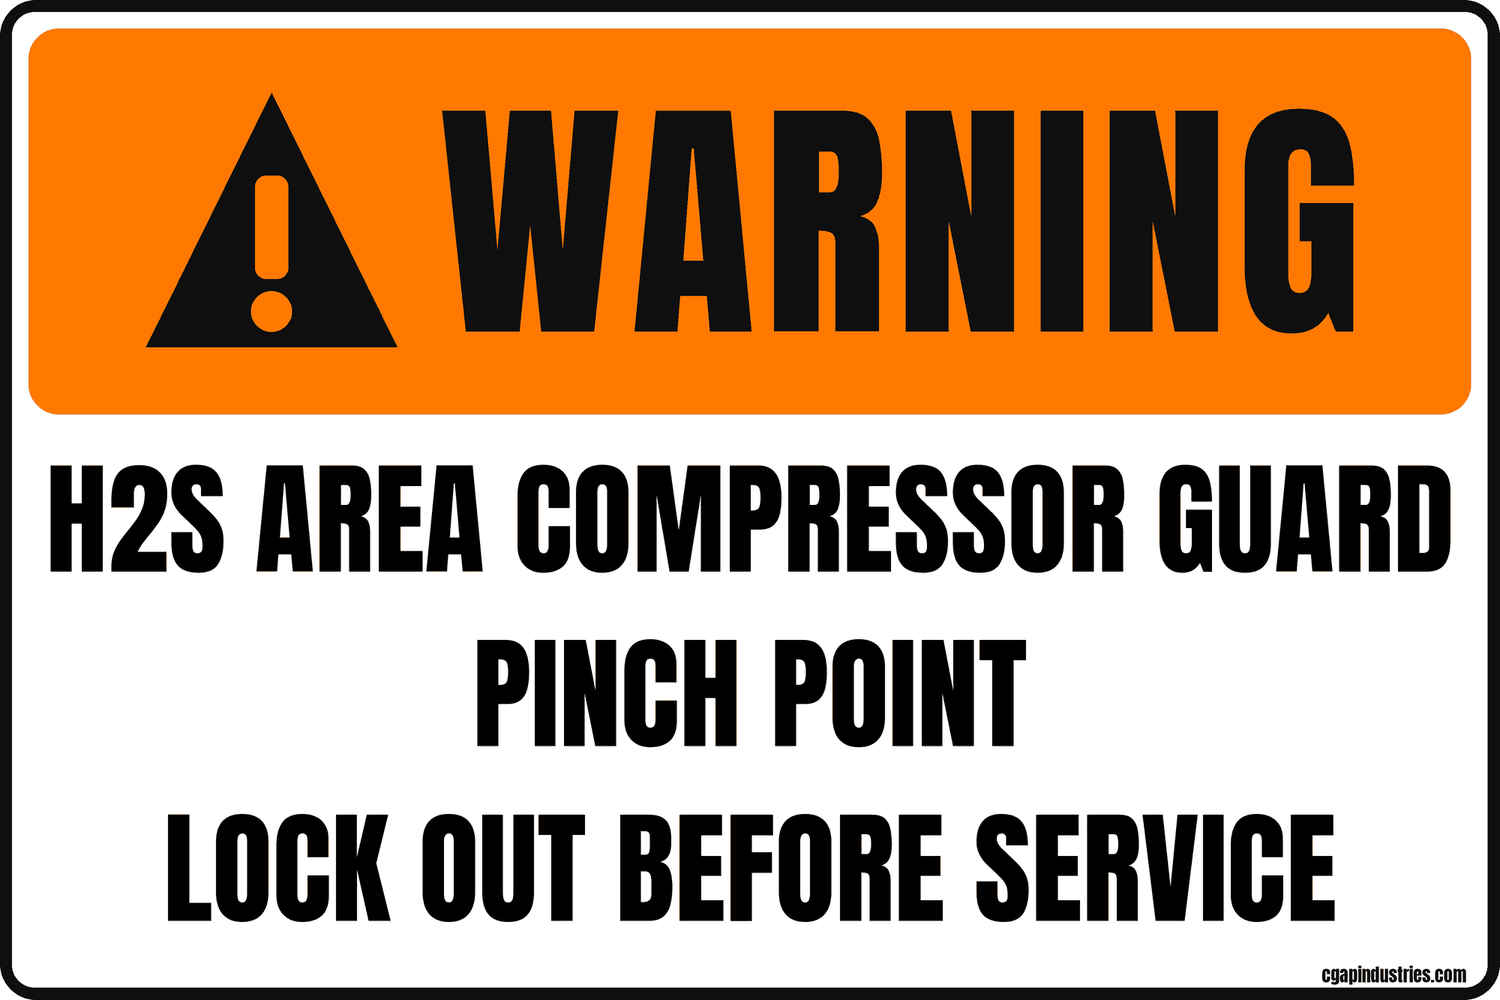 WARNING
H2S AREA COMPRESSOR GUARD
PINCH POINT
LOCK OUT BEFORE SERVICE
cgapindustries.com